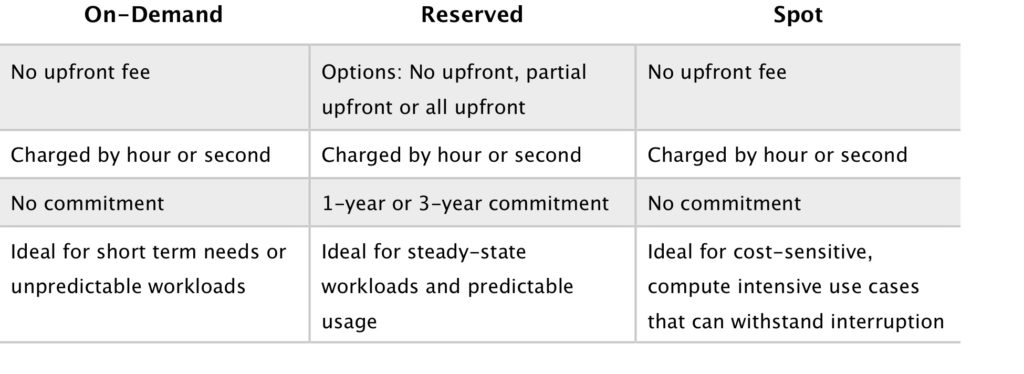 On-Demand
Reserved
Spot
No upfront fee
Options: No upfront, partial
upfront or all upfront
No upfront fee
Charged by hour or second
Charged by hour or second
Charged by hour or second
No commitment
1-year or 3-year commitment
No commitment
Ideal for short term needs or
unpredictable workloads
Ideal for steady-state
workloads and predictable
usage
Ideal for cost-sensitive,
compute intensive use cases
that can withstand interruption